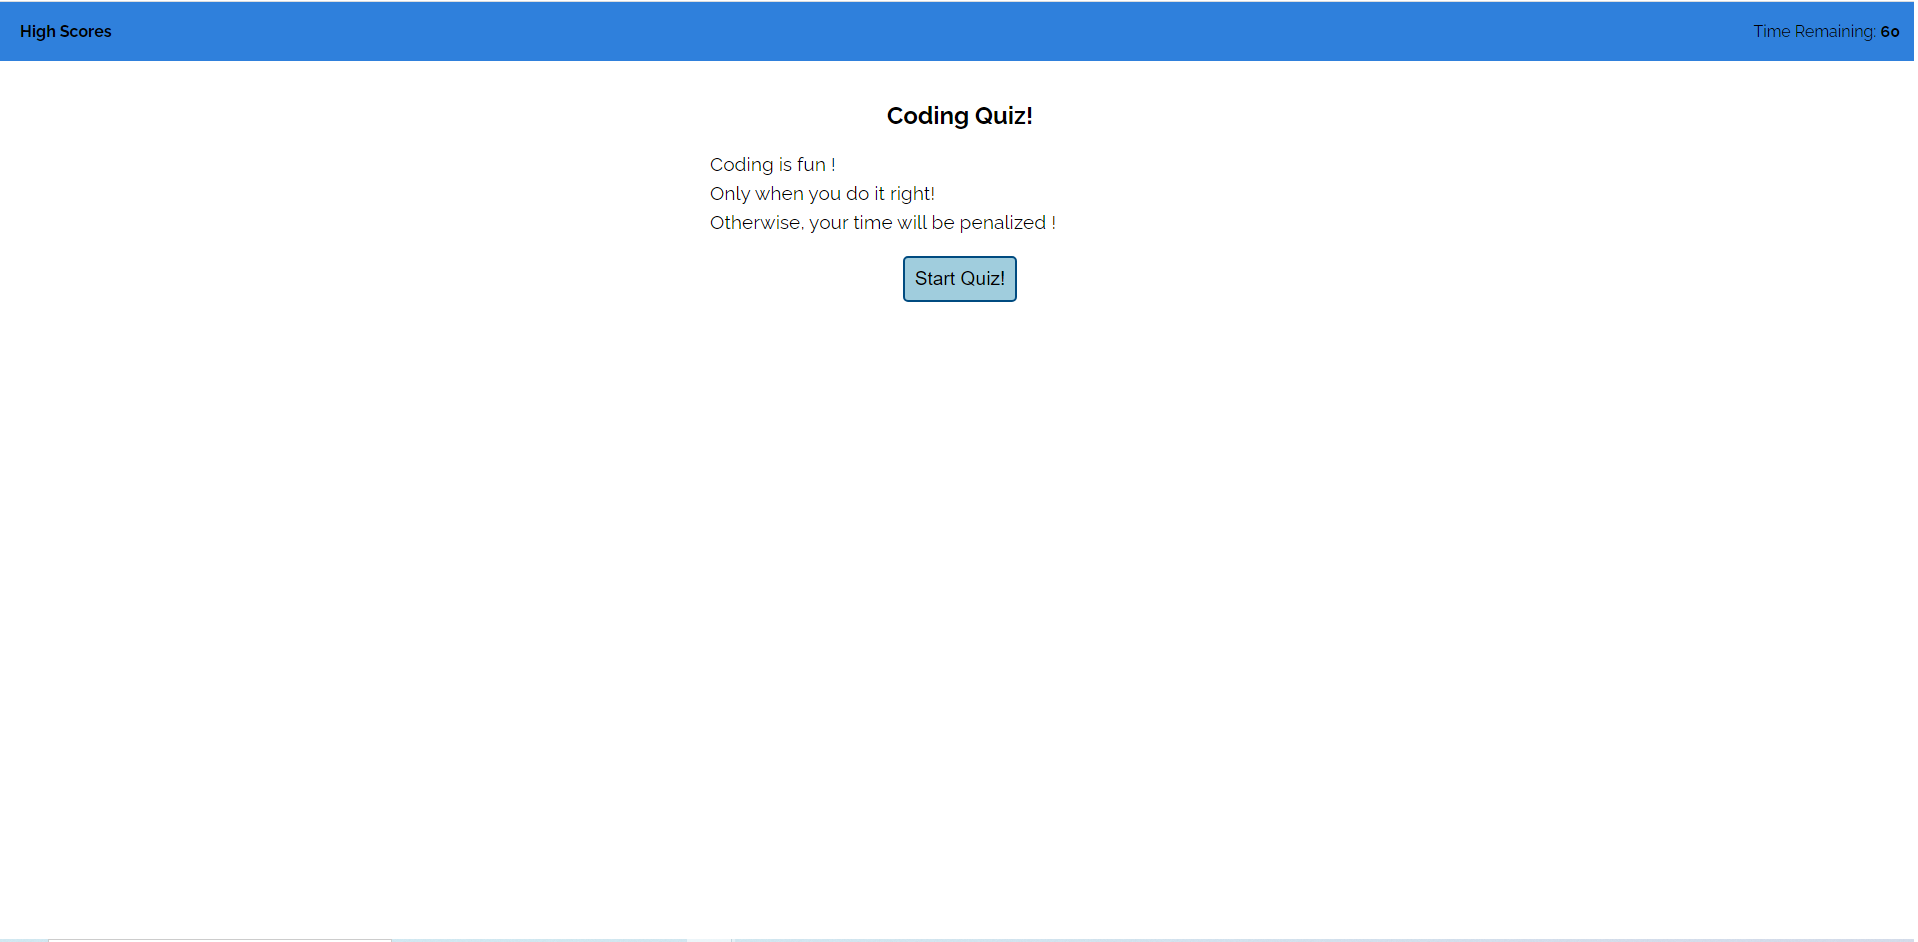 High Scores
Time Remaining: 60
Coding Quiz!
Coding is fun !
Only when you do it right!
Otherwise, your time will be penalized !
Start Quiz!